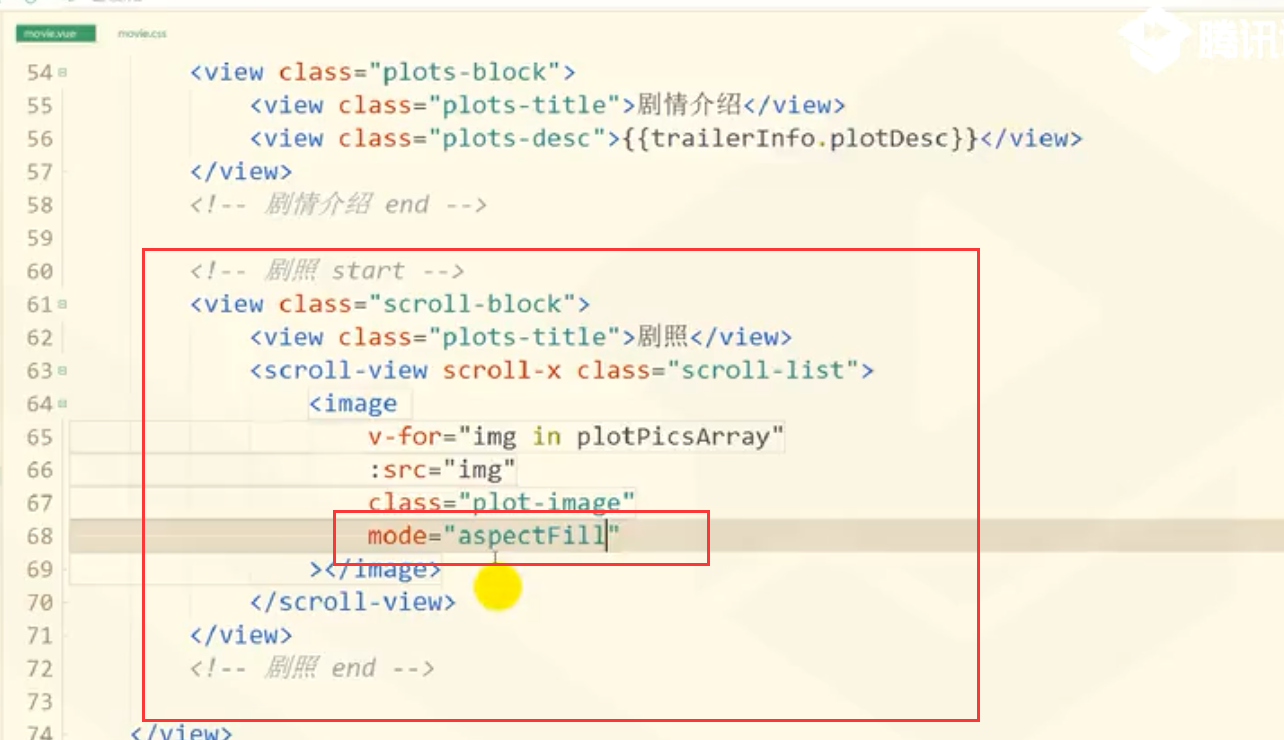 movie.vue movie.css
54 <view class="plots-block">
55 <view class="plots-title">剧情介绍</view>
56 <view class="plots-desc">{{trailerInfo.plotDesc}}</view>
57 </view>
58 <!-- 剧情介绍 end -->
59
60 <!-- 剧照 start -->
61 <view class="scroll-block">
62 <view class="plots-title">剧照</view>
63 <scroll-view scroll-x class="scroll-list">
64 <image
65 v-for="img in plotPicsArray"
66 :src="img"
67 class="plot-image"
68 mode="aspectFill"
69 ></image>
70 </scroll-view>
71 </view>
72 <!-- 剧照 end -->
73
74 </view>
腾讯